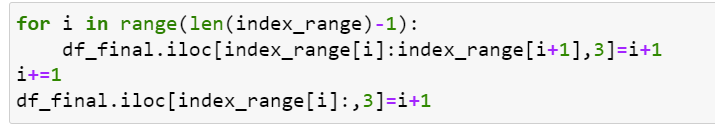 for i in range(len(index_range)-1):
    df_final.iloc[index_range[i]:index_range[i+1],3]=i+1
i+=1
df_final.iloc[index_range[i]:,3]=i+1